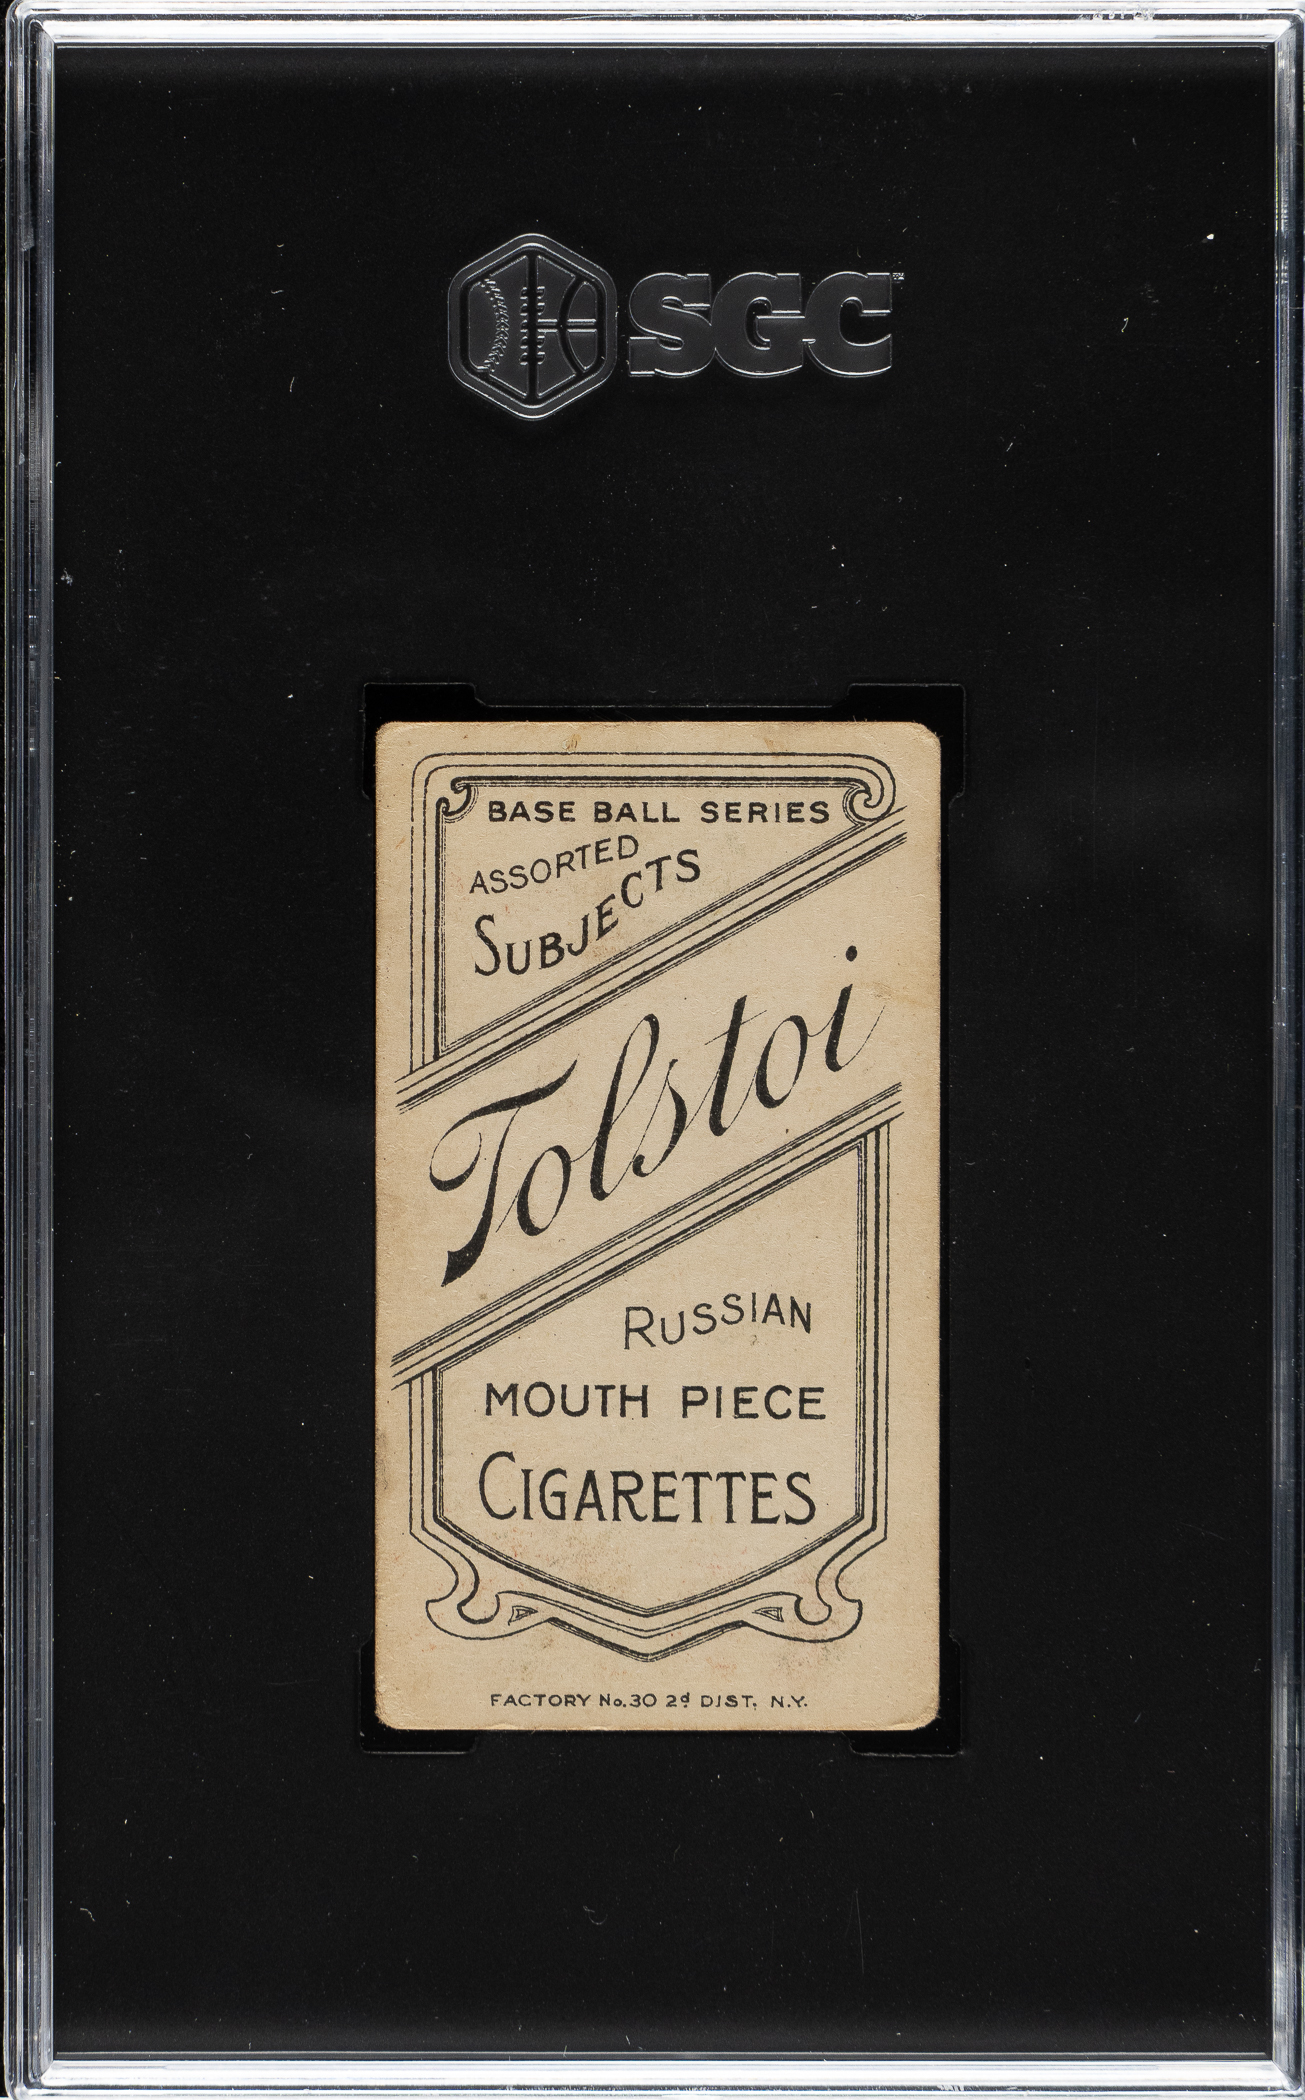 SGC
BASE BALL SERIES
ASSORTED
SUBJECTS
Tolstoi
RUSSIAN
MOUTH PIECE
CIGARETTES
FACTORY No. 30 2d DIST. N.Y.